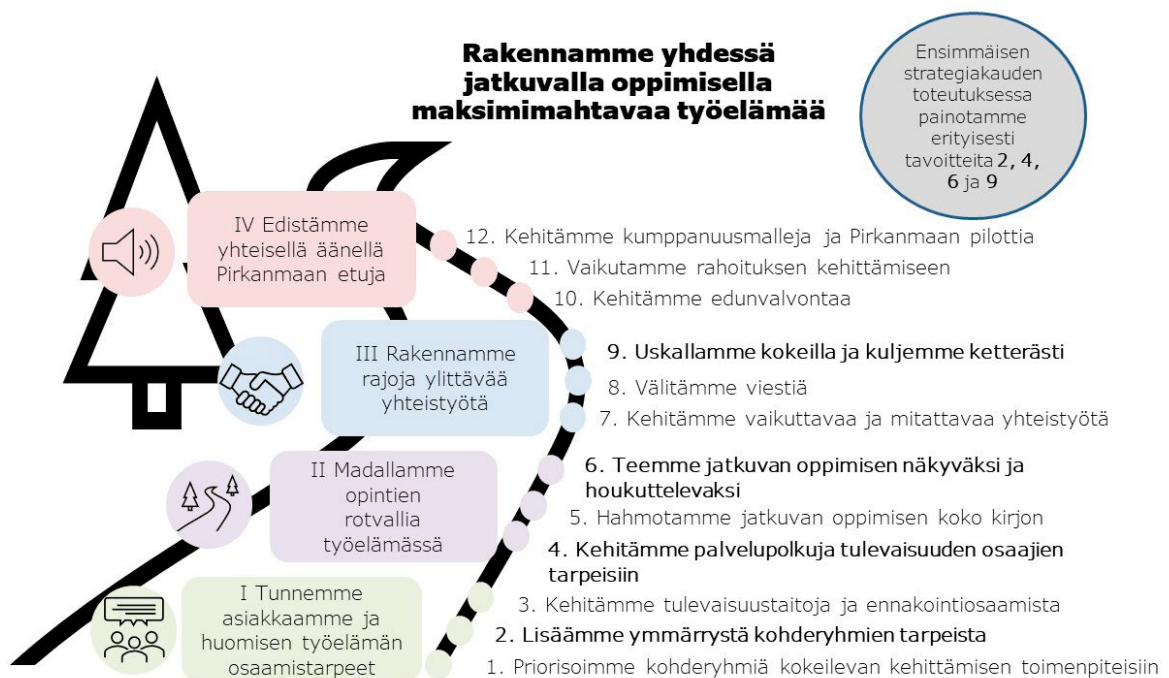 Rakennamme yhdessä
jatkuvalla oppimisella
maksimimahtavaa työelämää
Ensimmäisen
strategiakauden
toteutuksessa
painotamme
erityisesti
tavoitteita 2, 4,
6 ja 9
IV Edistämme
yhteisellä äänellä
Pirkanmaan etuja
12. Kehitämme kumppanuusmalleja ja Pirkanmaan pilottia
11. Vaikutamme rahoituksen kehittämiseen
10. Kehitämme edunvalvontaa
III Rakennamme
rajoja ylittävää
yhteistyötä
9. Uskallamme kokeilla ja kuljemme ketterästi
8. Välitämme viestiä
7. Kehitämme vaikuttavaa ja mitattavaa yhteistyötä
II Madallamme
opintien
rotvallia
työelämässä
6. Teemme jatkuvan oppimisen näkyväksi ja
houkuttelevaksi
5. Hahmotamme jatkuvan oppimisen koko kirjon
4. Kehitämme palvelupolkuja tulevaisuuden osaajien
tarpeisiin
I Tunnemme
asiakkaamme ja
huomisen työelämän
osaamistarpeet
3. Kehitämme tulevaisuustaitoja ja ennakointiosaamista
2. Lisäämme ymmärrystä kohderyhmien tarpeista
1. Priorisoimme kohderyhmiä kokeilevan kehittämisen toimenpiteisiin